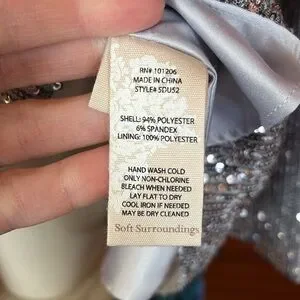 RN# 101206
MADE IN CHINA
STYLE# SDU52
SHELL: 94% POLYESTER
6% SPANDEX
LINING: 100% POLYESTER
HAND WASH COLD
ONLY NON-CHLORINE
BLEACH WHEN NEEDED
LAY FLAT TO DRY
COOL IRON IF NEEDED
MAY BE DRY CLEANED
Soft Surroundings